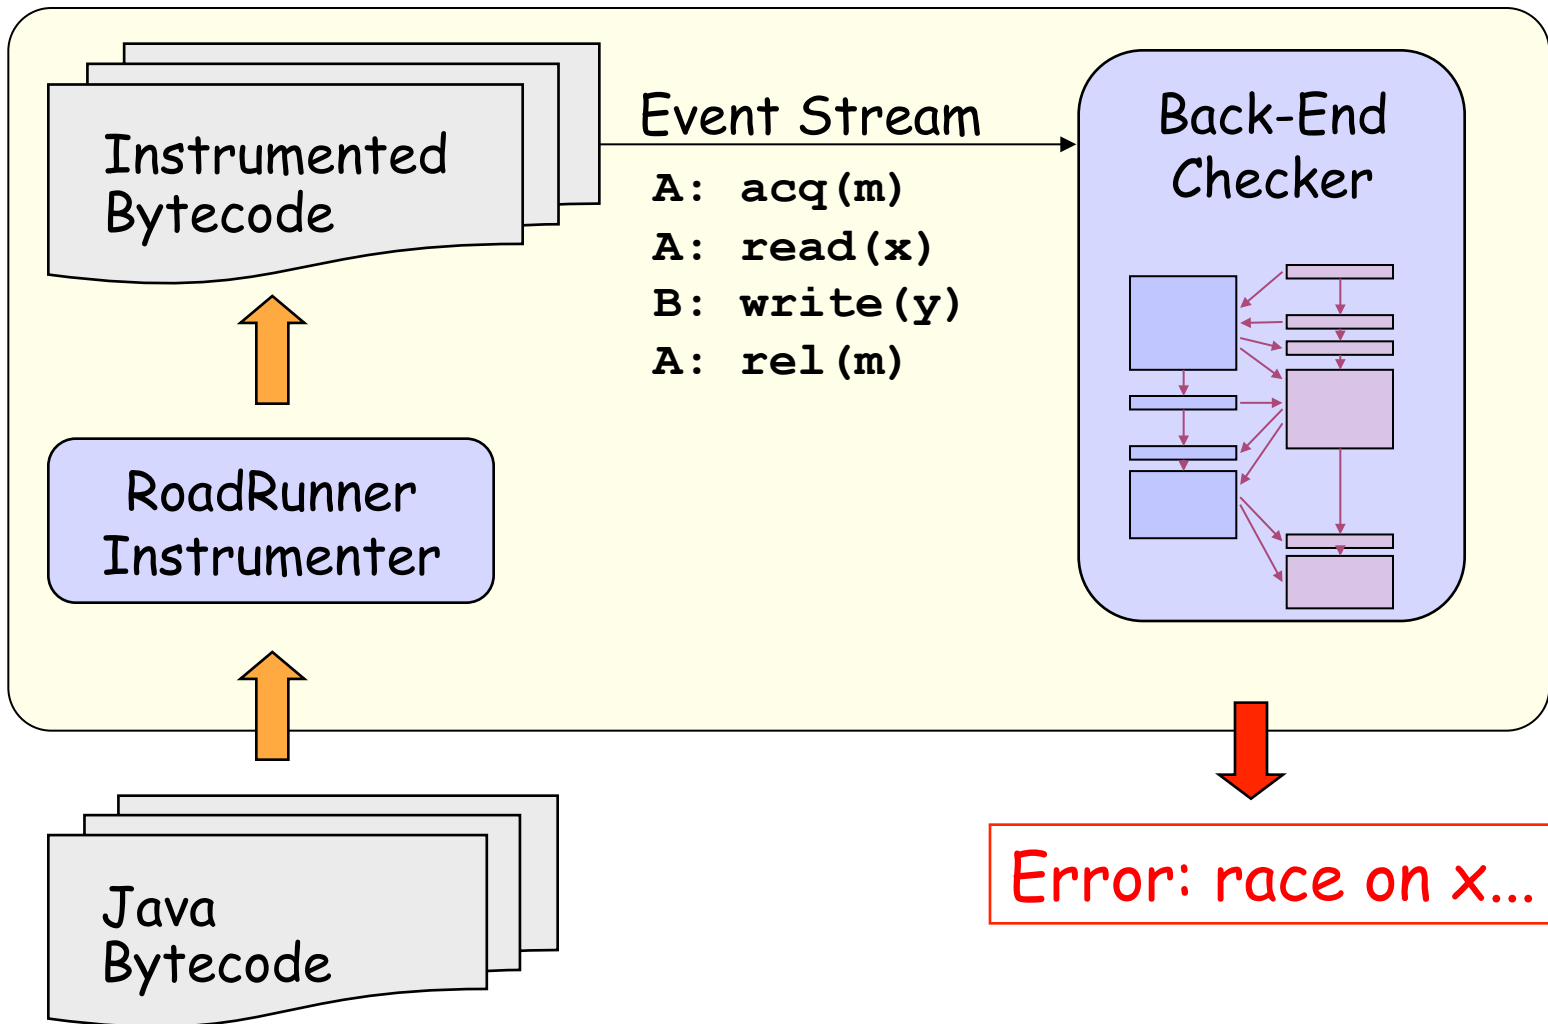 Instrumented
Bytecode
Event Stream
A: acq(m)
A: read(x)
B: write(y)
A: rel(m)
Back-End
Checker
RoadRunner
Instrumenter
Java
Bytecode
Error: race on x...